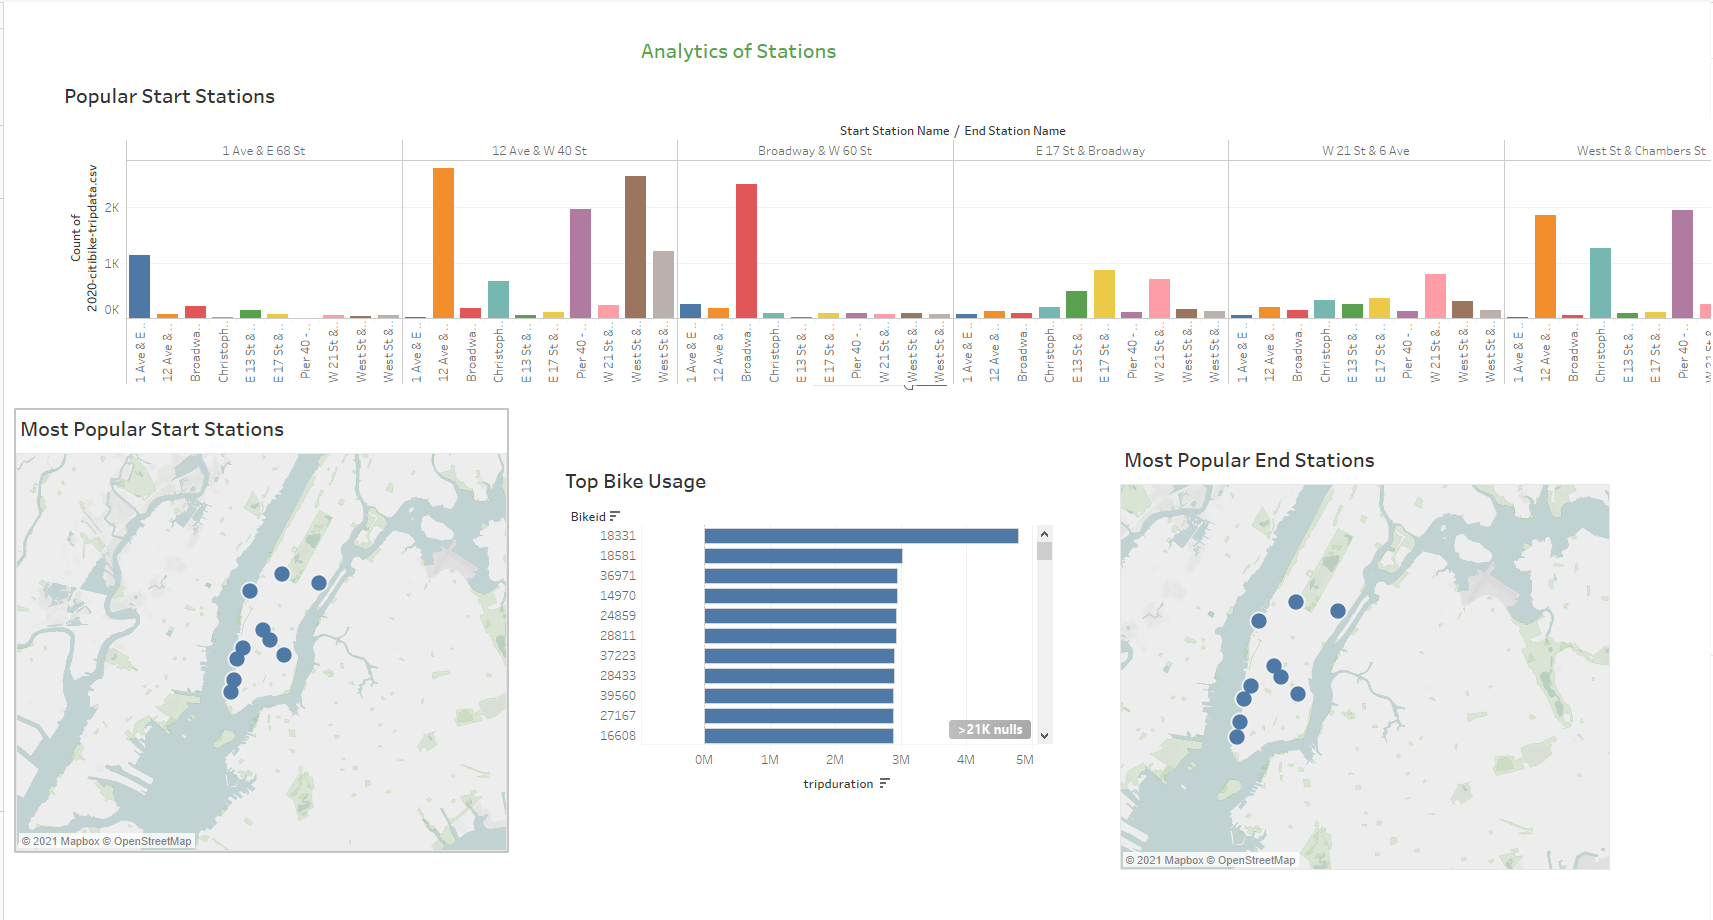 Analytics of Stations
Popular Start Stations
Start Station Name / End Station Name
1 Ave & E 68 St
12 Ave & W 40 St
Broadway & W 60 St
E 17 St & Broadway
W 21 St & 6 Ave
West St & Chambers St
Count of
2020-citibike-tripdata.csv
2K
1K
0K
1 Ave & E ..
12 Ave &..
Broadwa..
Christoph..
E 13 St &..
E 17 St &..
Pier 40 -..
W 21 St &..
West St &..
West St &..
1 Ave & E ..
12 Ave &..
Broadwa..
Christoph..
E 13 St &..
E 17 St &..
Pier 40 -..
W 21 St &..
West St &..
West St &..
1 Ave & E ..
12 Ave &..
Broadwa..
Christoph..
E 13 St &..
E 17 St &..
Pier 40 -..
W 21 St &..
West St &..
West St &..
1 Ave & E ..
12 Ave &..
Broadwa..
Christoph..
E 13 St &..
E 17 St &..
Pier 40 -..
W 21 St &..
West St &..
West St &..
1 Ave & E ..
12 Ave &..
Broadwa..
Christoph..
E 13 St &..
E 17 St &..
Pier 40 -..
W 21 St &..
West St &..
West St &..
1 Ave & E ..
12 Ave &..
Broadwa..
Christoph..
E 13 St &..
E 17 St &..
Pier 40 -..
Most Popular Start Stations
© 2021 Mapbox © OpenStreetMap
Top Bike Usage
Bikeid
18331
18581
36971
14970
24859
28811
37223
28433
39560
27167
16608
>21K nulls
0M
1M
2M
3M
4M
5M
tripduration
Most Popular End Stations
© 2021 Mapbox © OpenStreetMap